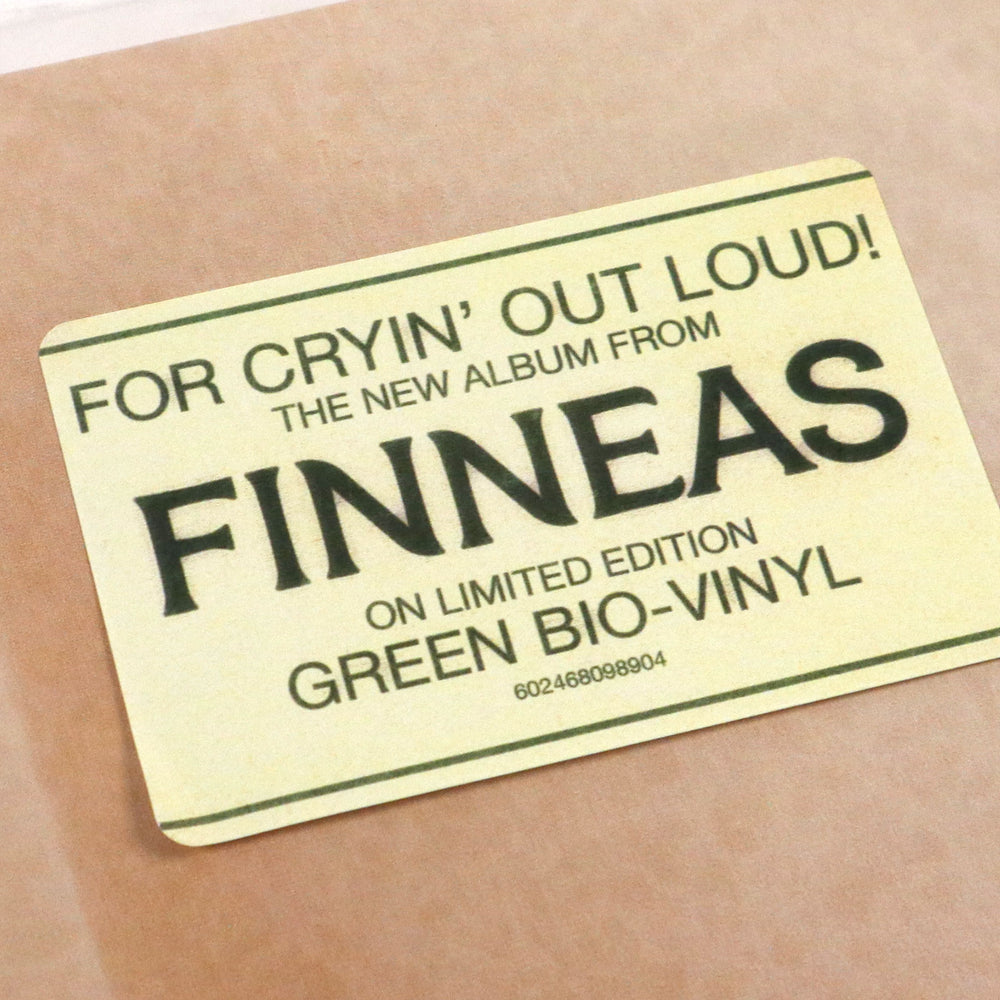 FOR CRYIN' OUT LOUD!
THE NEW ALBUM FROM
FINNEAS
ON LIMITED EDITION
GREEN BIO-VINYL
602468098904